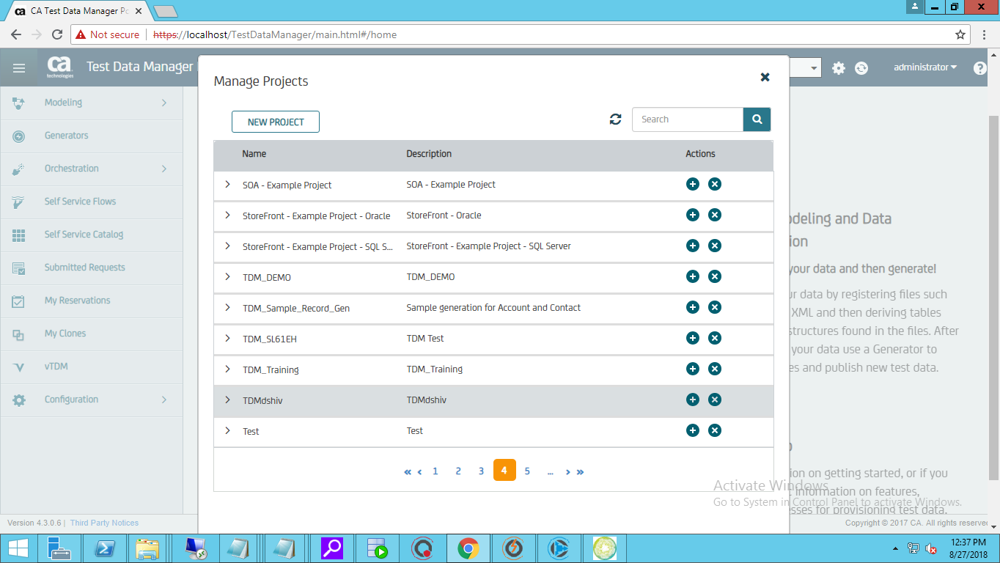 CA Test Data Manager Po
Not secure https://localhost/TestDataManager/main.html#/home
ca
technologies
Test Data Manager
administrator
Modeling
Generators
Orchestration
Self Service Flows
Self Service Catalog
Submitted Requests
My Reservations
My Clones
vTDM
Configuration
Manage Projects
NEW PROJECT
Search
Name Description Actions
SOA - Example Project SOA - Example Project
StoreFront - Example Project - Oracle StoreFront - Oracle
StoreFront - Example Project - SQL S... StoreFront - Example Project - SQL Server
TDM_DEMO TDM_DEMO
TDM_Sample_Record_Gen Sample generation for Account and Contact
TDM_SL61EH TDM Test
TDM_Training TDM_Training
TDMdshiv TDMdshiv
Test Test
« ‹ 1 2 3 4 5 ... › »
deling and Data
ion
your data and then generate!
ur data by registering files such
XML and then deriving tables
structures found in the files. After
your data use a Generator to
es and publish new test data.
ion on getting started, or if you
information on features,
esses for provisioning test data.
Activate Windows
Go to System in Control Panel to activate Windows.
Version 4.3.0.6 | Third Party Notices
Copyright © 2017 CA. All rights reserved
12:37 PM
8/27/2018